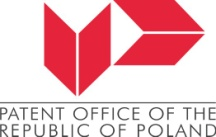 PATENT OFFICE OF THE
REPUBLIC OF POLAND